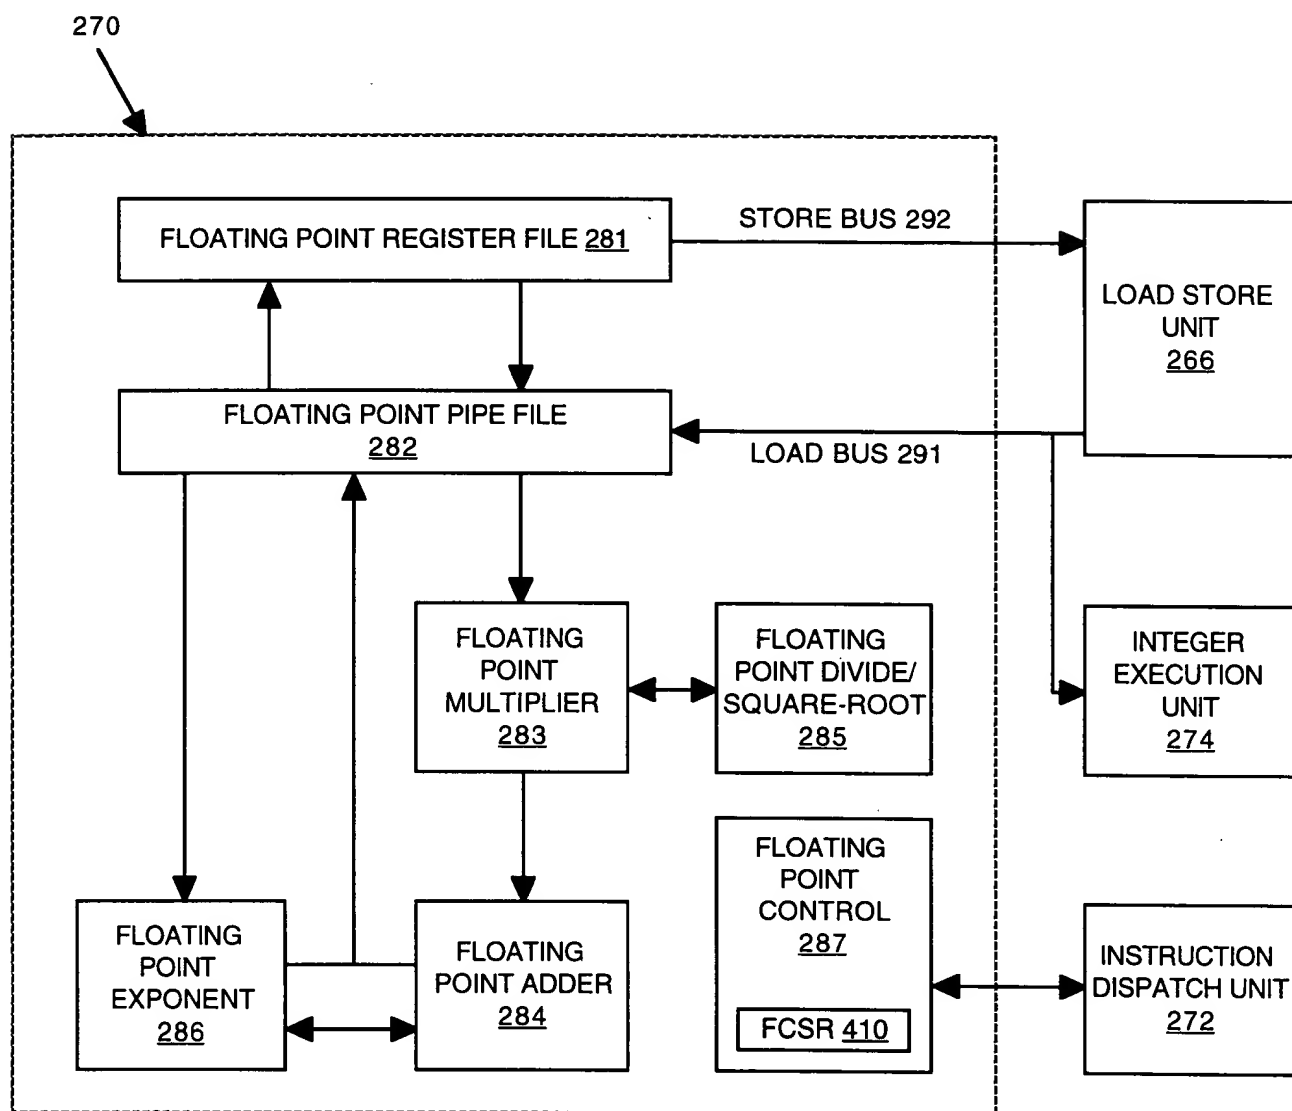 270
FLOATING POINT REGISTER FILE 281
STORE BUS 292
LOAD STORE
UNIT
266
FLOATING POINT PIPE FILE
282
LOAD BUS 291
FLOATING
POINT
MULTIPLIER
283
FLOATING
POINT DIVIDE/
SQUARE-ROOT
285
INTEGER
EXECUTION
UNIT
274
FLOATING
POINT
EXPONENT
286
FLOATING
POINT ADDER
284
FLOATING
POINT
CONTROL
287
FCSR 410
INSTRUCTION
DISPATCH UNIT
272